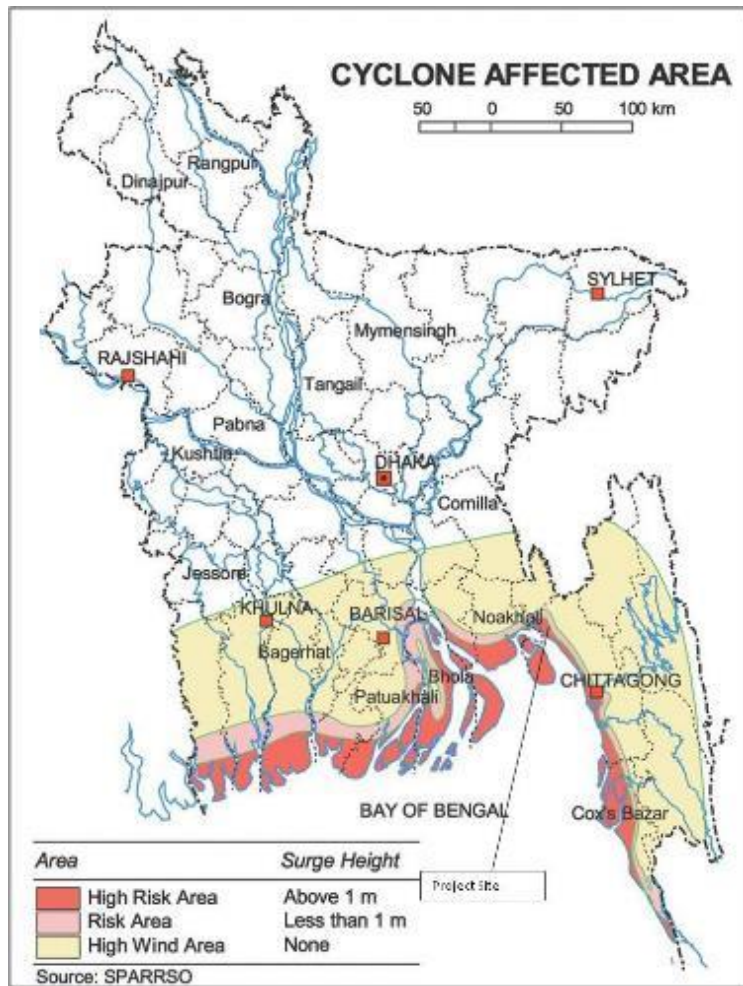 CYCLONE AFFECTED AREA
50 0 50 100 km
Rangpur
Dinajpur
SYLHET
Bogra
Mymensingh
RAJSHAHI
Tangail
Pabna
Kushtia
DHAKA
Comilla
Jessore
KHULNA
BARISAL
Noakhali
Bagerhat
Bhola
CHITTAGONG
Patuakhali
BAY OF BENGAL
Cox's Bazar
Area Surge Height
Project Site
High Risk Area Above 1 m
Risk Area Less than 1 m
High Wind Area None
Source: SPARRSO